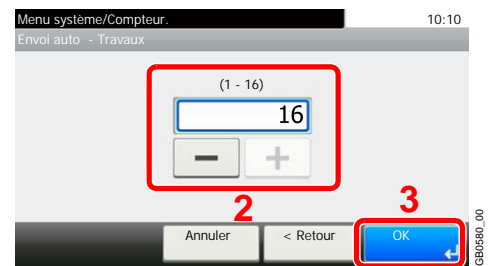 Menu système/Compteur.
10:10
Envoi auto - Travaux
(1 - 16)
16
2
3
Annuler
< Retour
OK
GB0580_00